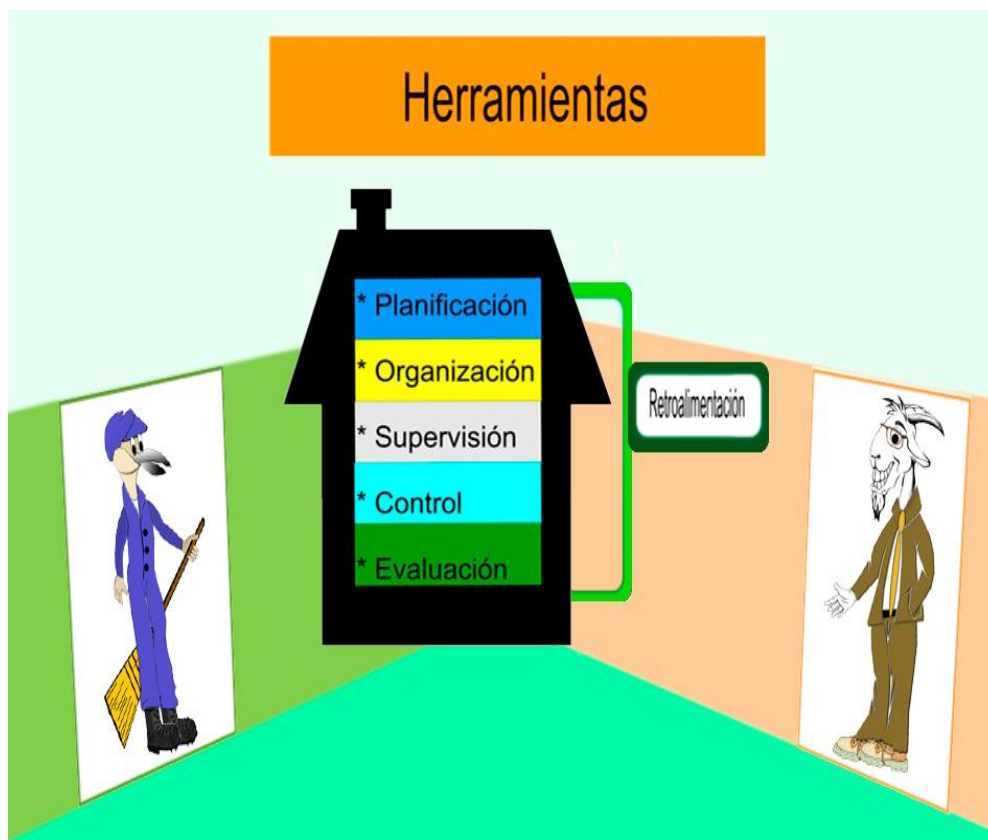 Herramientas
* Planificación
* Organización
* Supervisión
* Control
* Evaluación
Retroalimentación